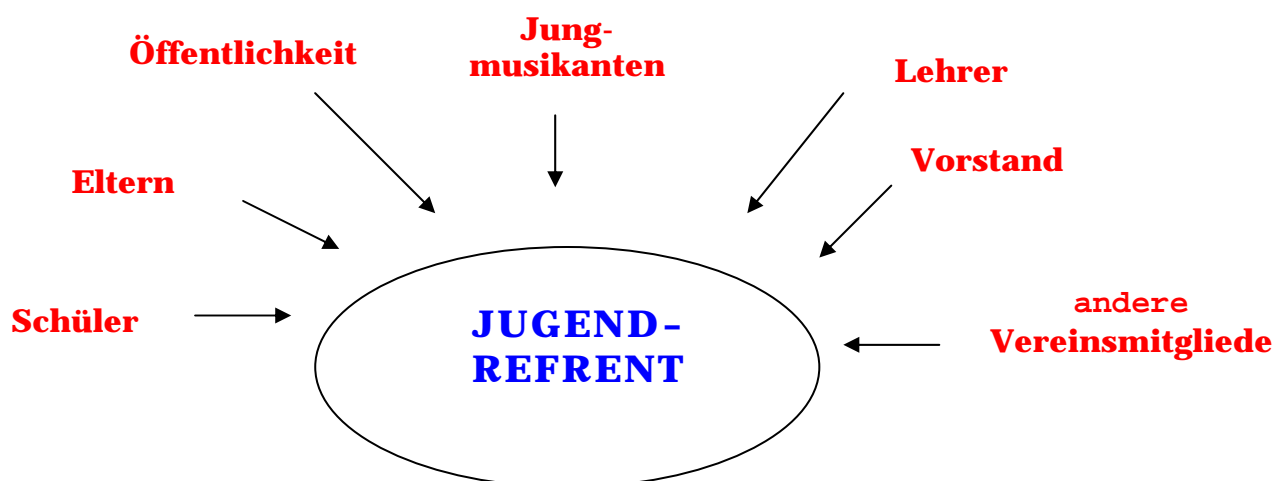 Öffentlichkeit
Jung-
musikanten
Lehrer
Vorstand
Eltern
Schüler
JUGEND-
REFRENT
andere
Vereinsmitgliede